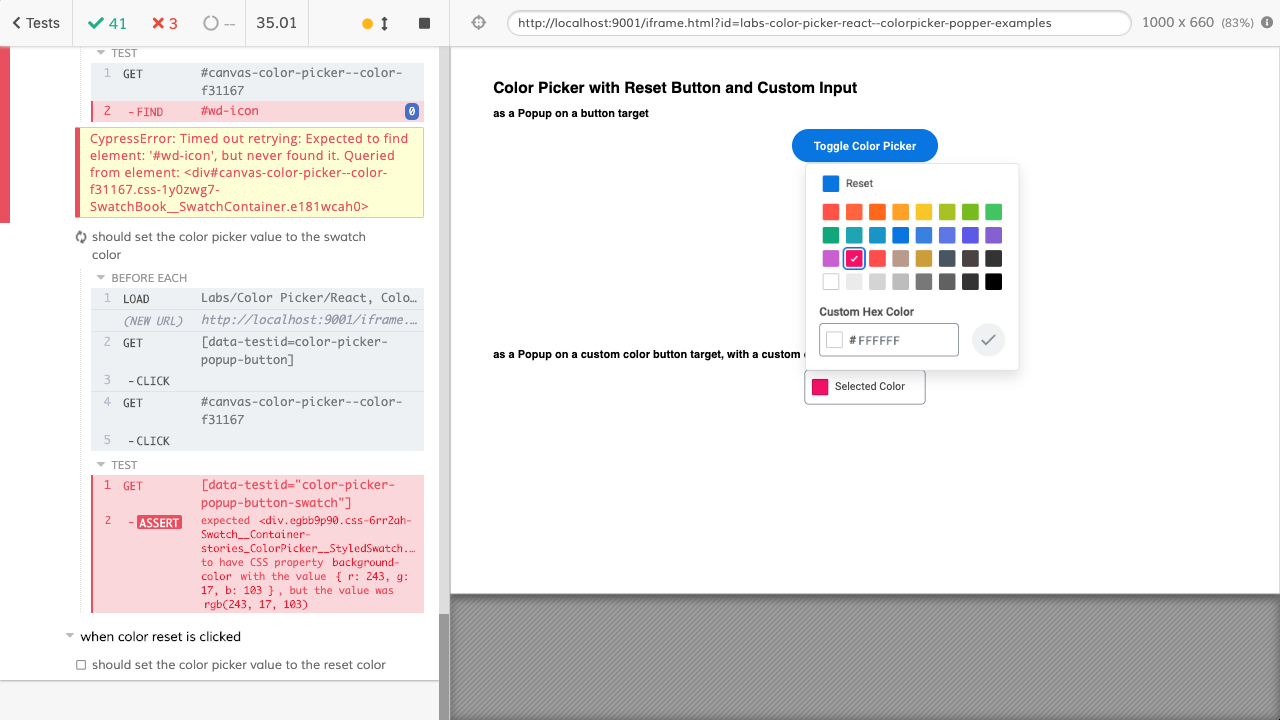 Tests
41
3
--
35.01
http://localhost:9001/iframe.html?id=labs-color-picker-react--colorpicker-popper-examples
1000 x 660 (83%)
TEST
1 GET #canvas-color-picker--color-
f31167
2 -FIND #wd-icon 0
CypressError: Timed out retrying: Expected to find
element: '#wd-icon', but never found it. Queried
from element: <div#canvas-color-picker--color-
f31167.css-1y0zwg7-
SwatchBook__SwatchContainer.e181wcah0>
should set the color picker value to the swatch
color
BEFORE EACH
1 LOAD Labs/Color Picker/React, Colo…
(NEW URL) http://localhost:9001/iframe.…
2 GET [data-testid=color-picker-
popup-button]
3 -CLICK
4 GET #canvas-color-picker--color-
f31167
5 -CLICK
TEST
1 GET [data-testid="color-picker-
popup-button-swatch"]
2 -ASSERT expected <div.egbb9p90.css-6rr2ah-
Swatch__Container-
stories_ColorPicker__StyledSwatch.…
to have CSS property background-
color with the value { r: 243, g:
17, b: 103 }, but the value was
rgb(243, 17, 103)
when color reset is clicked
should set the color picker value to the reset color
Color Picker with Reset Button and Custom Input
as a Popup on a button target
Toggle Color Picker
Reset
Custom Hex Color
# FFFFFF
as a Popup on a custom color button target, with a custom
Selected Color